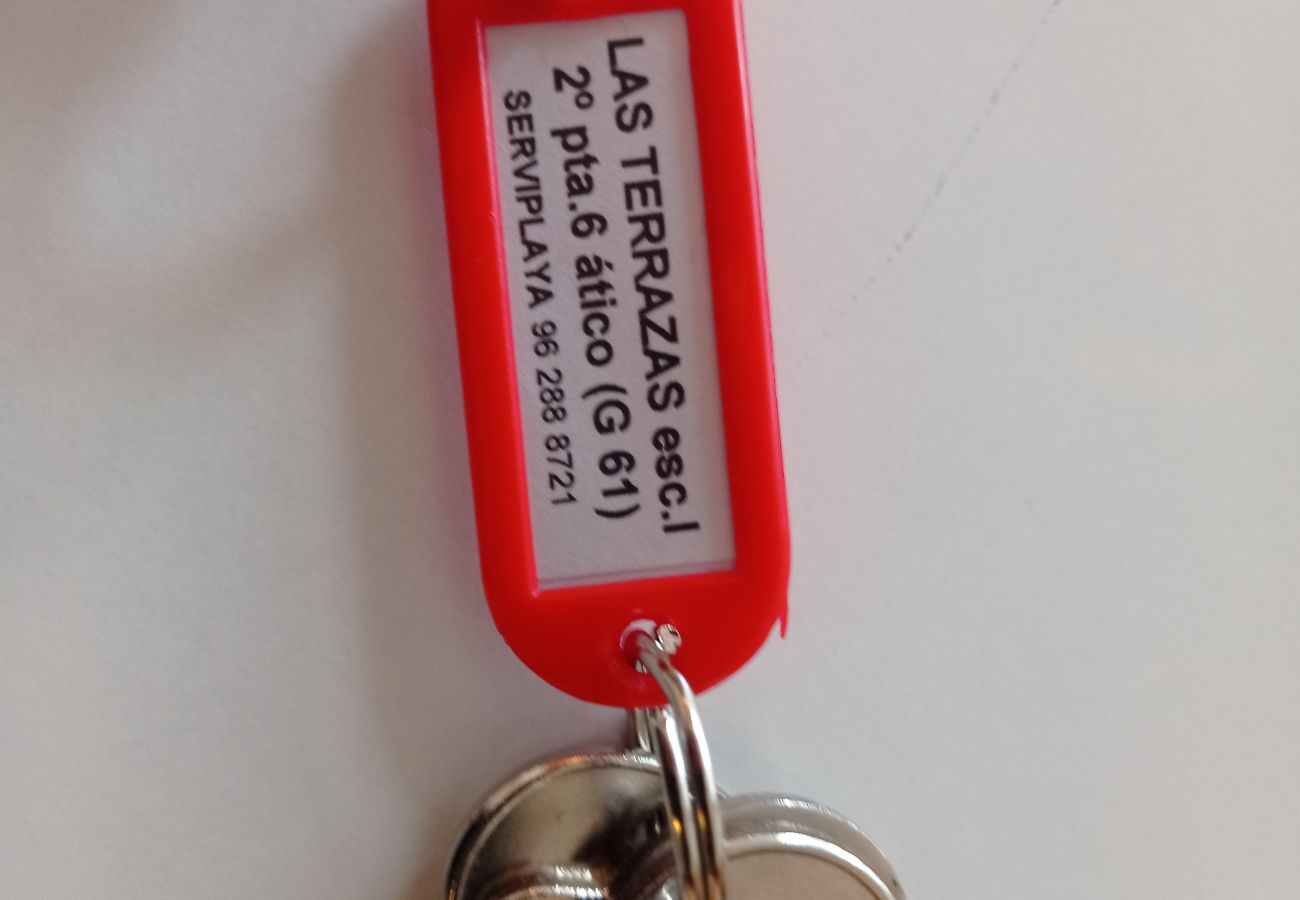 LAS TERRAZAS esc.I
2º pta.6 ático (G 61)
SERVIPLAYA 96 288 8721